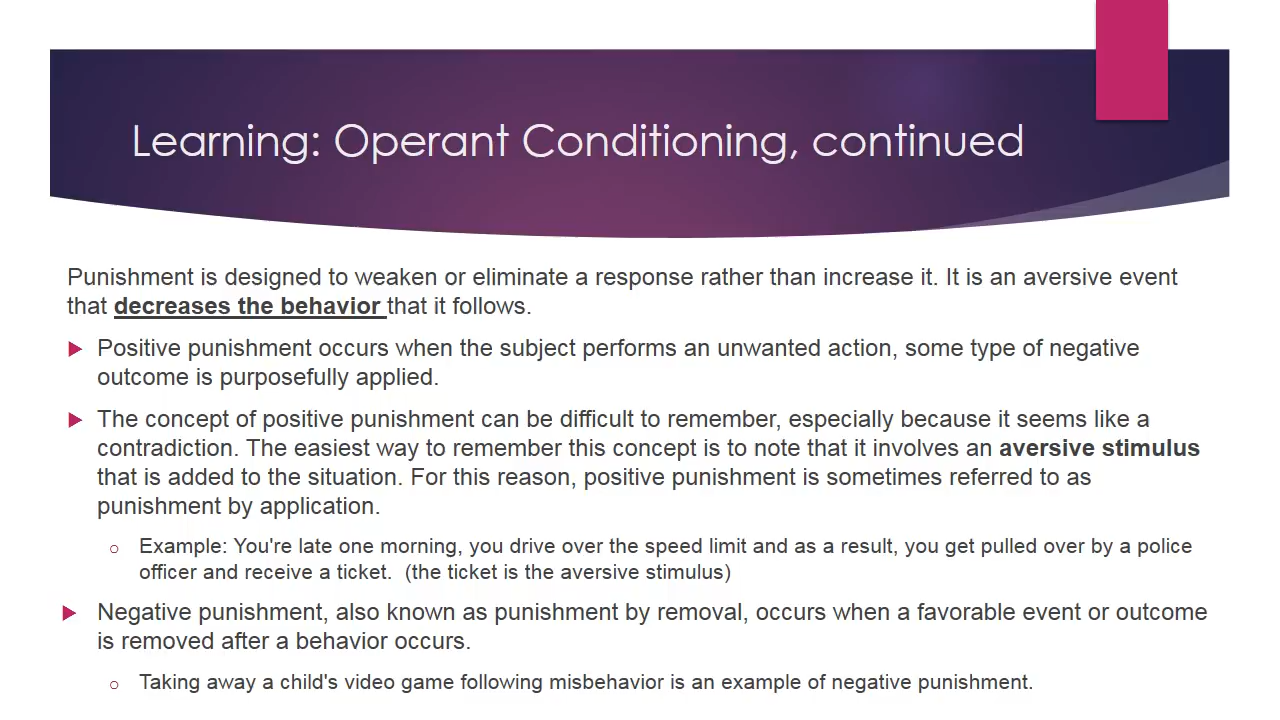 Learning: Operant Conditioning, continued
Punishment is designed to weaken or eliminate a response rather than increase it. It is an aversive event
that decreases the behavior that it follows.
Positive punishment occurs when the subject performs an unwanted action, some type of negative
outcome is purposefully applied.
The concept of positive punishment can be difficult to remember, especially because it seems like a
contradiction. The easiest way to remember this concept is to note that it involves an aversive stimulus
that is added to the situation. For this reason, positive punishment is sometimes referred to as
punishment by application.
Example: You're late one morning, you drive over the speed limit and as a result, you get pulled over by a police
officer and receive a ticket.  (the ticket is the aversive stimulus)
Negative punishment, also known as punishment by removal, occurs when a favorable event or outcome
is removed after a behavior occurs.
Taking away a child's video game following misbehavior is an example of negative punishment.